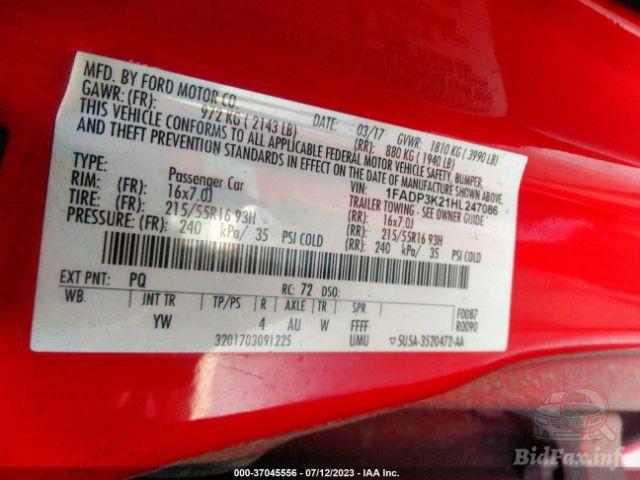 MFD. BY FORD MOTOR CO.
DATE: 03/17 GVWR: 1810 KG ( 3990 LB)
GAWR: (FR): 972 KG ( 2143 LB) (RR): 880 KG ( 1940 LB)
THIS VEHICLE CONFORMS TO ALL APPLICABLE FEDERAL MOTOR VEHICLE SAFETY, BUMPER,
AND THEFT PREVENTION STANDARDS IN EFFECT ON THE DATE OF MANUFACTURE SHOWN ABOVE.
VIN: 1FADP3K21HL247086
TYPE: Passenger Car TRAILER TOWING - SEE OWNER GUIDE
RIM: (FR): 16x7.0J (RR): 16x7.0J
TIRE: (FR): 215/55R16 93H (RR): 215/55R16 93H
PRESSURE: (FR): 240 kPa/ 35 PSI COLD (RR): 240 kPa/ 35 PSI COLD
EXT PNT: PQ RC: 72 DSO:
WB. INT TR TP/PS R AXLE TR SPR F0087
YW 4 AU W FFFF R0090
3201703091225 UMU 5U5A-3520472-AA
BidFax.info
000-37045556 - 07/12/2023 - IAA Inc.